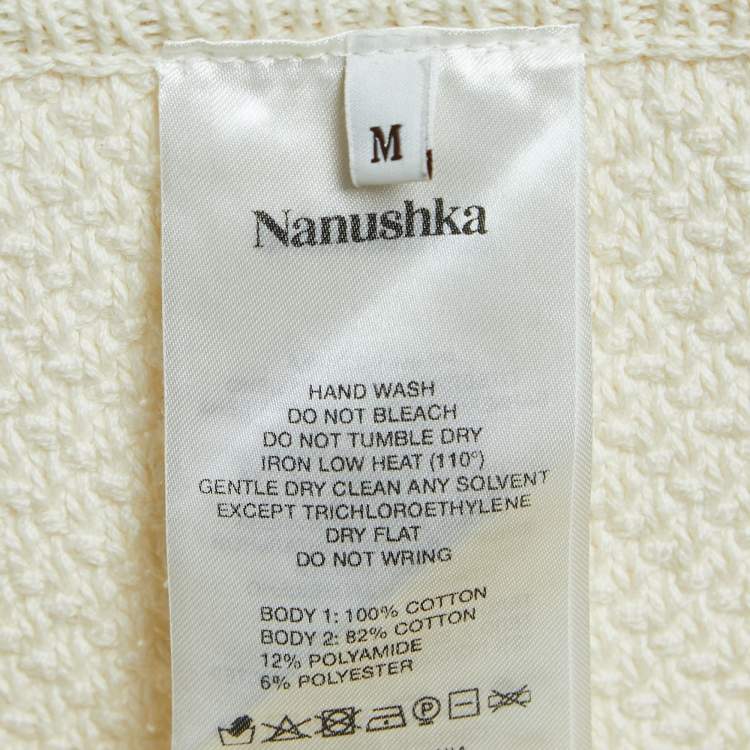 M
Nanushka
HAND WASH
DO NOT BLEACH
DO NOT TUMBLE DRY
IRON LOW HEAT (110°)
GENTLE DRY CLEAN ANY SOLVENT
EXCEPT TRICHLOROETHYLENE
DRY FLAT
DO NOT WRING
BODY 1: 100% COTTON
BODY 2: 82% COTTON
12% POLYAMIDE
6% POLYESTER
P